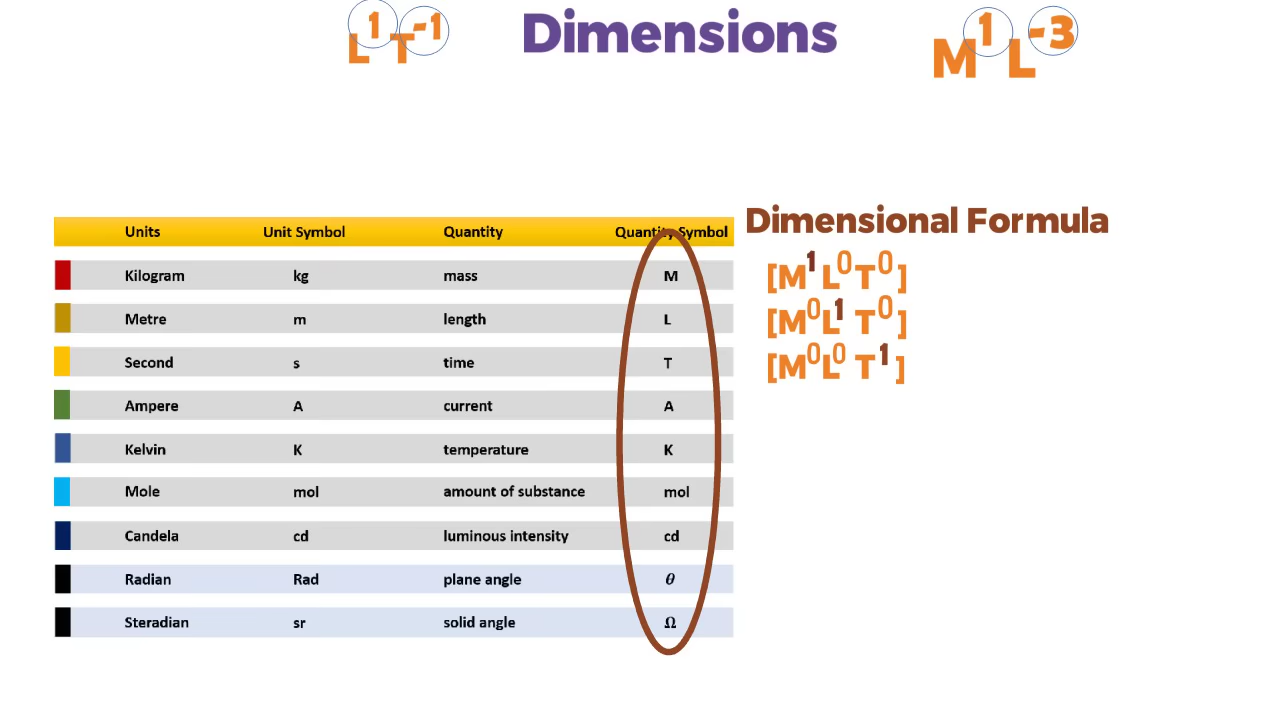 L¹T⁻¹ Dimensions M¹L⁻³
Units Unit Symbol Quantity Quantity Symbol Dimensional Formula
Kilogram kg mass M [M¹L⁰T⁰]
Metre m length L [M⁰L¹T⁰]
Second s time T [M⁰L⁰T¹]
Ampere A current A
Kelvin K temperature K
Mole mol amount of substance mol
Candela cd luminous intensity cd
Radian Rad plane angle θ
Steradian sr solid angle Ω